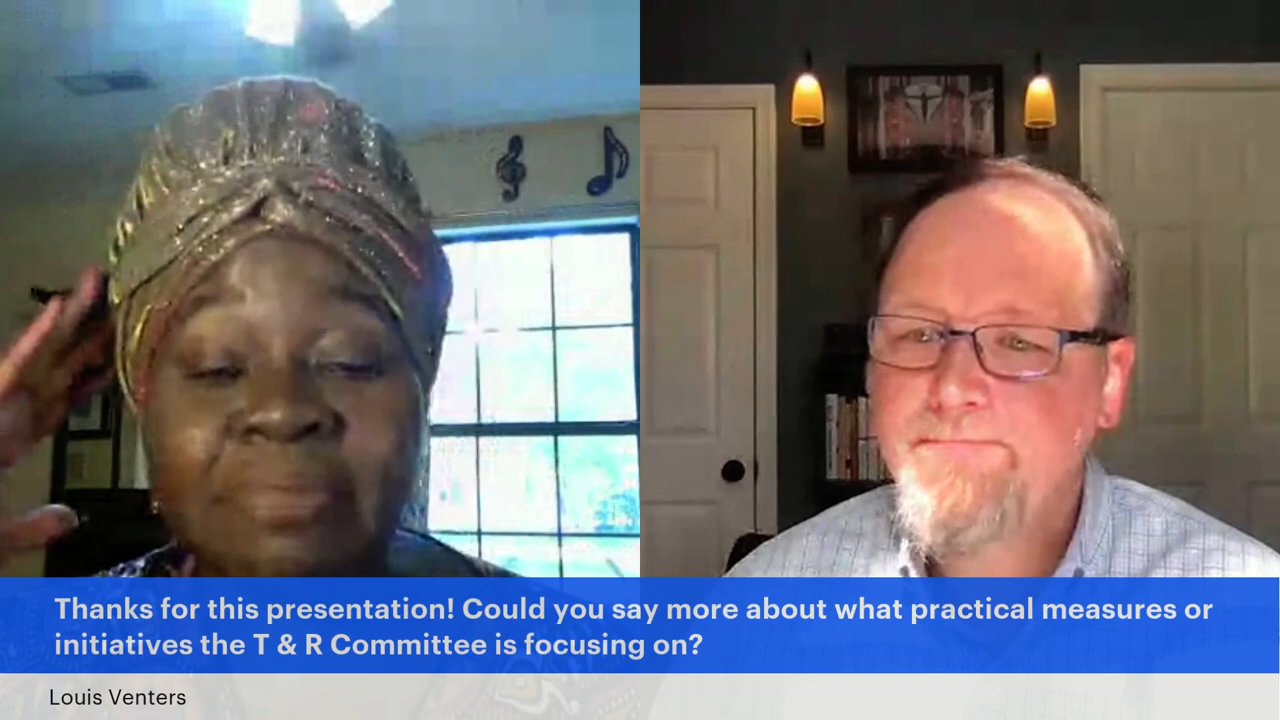 Thanks for this presentation! Could you say more about what practical measures or
initiatives the T & R Committee is focusing on?
Louis Venters